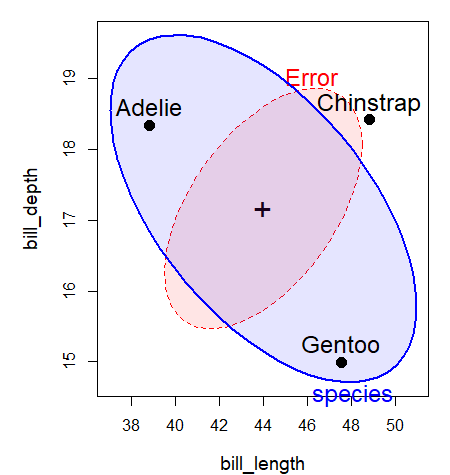 Error
Adelie
Chinstrap
Gentoo
species
bill_depth
19
18
17
16
15
38 40 42 44 46 48 50
bill_length